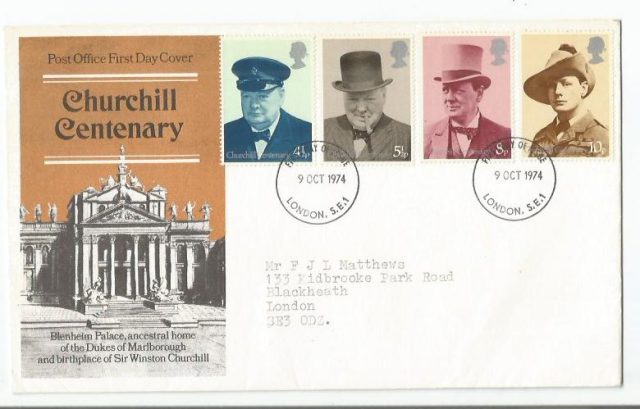 Post Office First Day Cover
Churchill
Centenary
Blenheim Palace, ancestral home
of the Dukes of Marlborough
and birthplace of Sir Winston Churchill
Churchill Centenary 4½p
5½p
8p
10p
9 OCT 1974
LONDON, S.E.1
9 OCT 1974
LONDON, S.E.1
Mr F J L Matthews
133 Kidbrooke Park Road
Blackheath
London
SE3 0DZ.